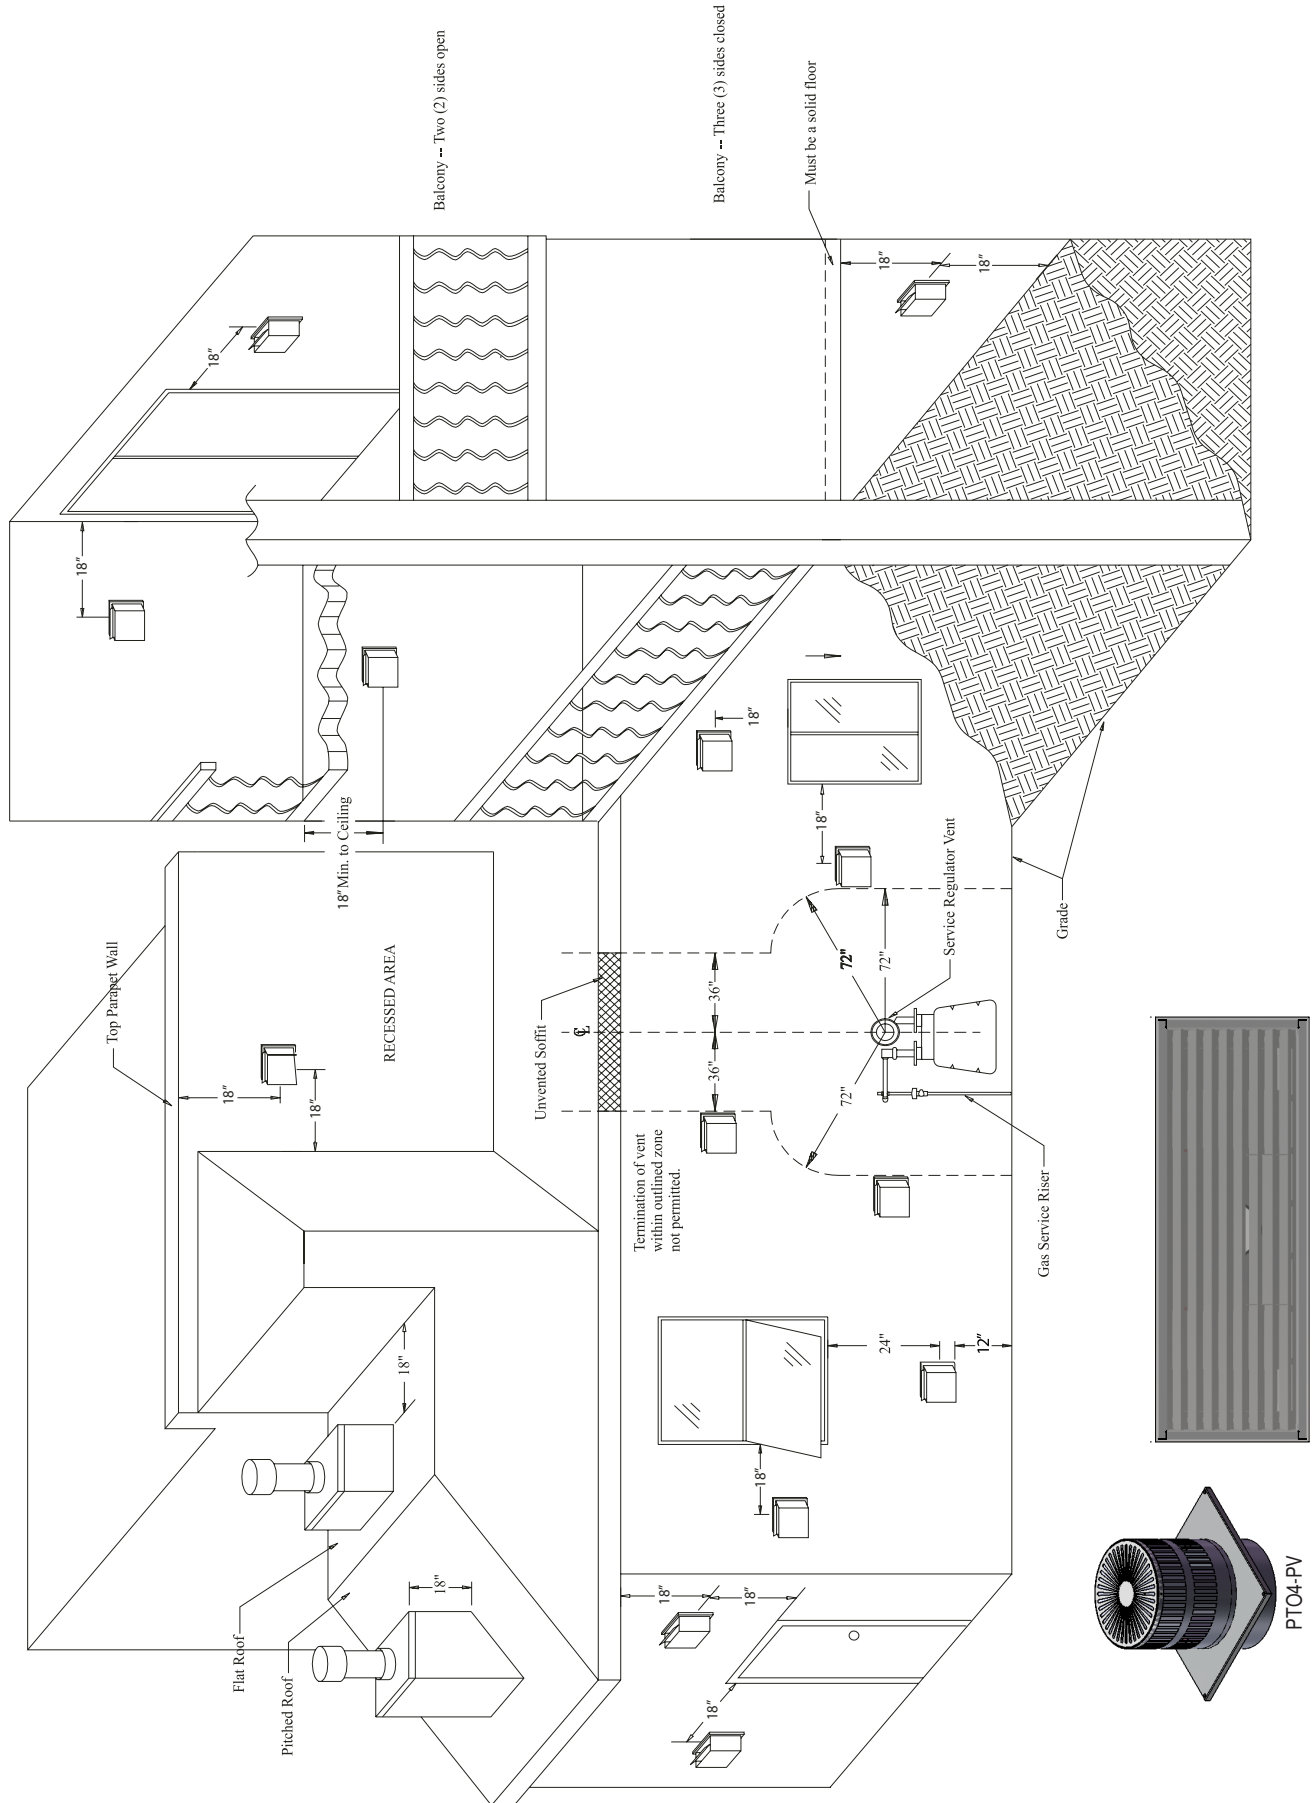 Balcony -- Two (2) sides open
Balcony -- Three (3) sides closed
Must be a solid floor
18"
18"
18"
18"
18" Min. to Ceiling
18"
18"
18"
Top Parapet Wall
RECESSED AREA
18"
18"
Unvented Soffit
℄
36"
36"
72"
72"
72"
Service Regulator Vent
Grade
Termination of vent
within outlined zone
not permitted.
Gas Service Riser
18"
24"
12"
18"
Flat Roof
Pitched Roof
18"
18"
18"
18"
PTO4-PV